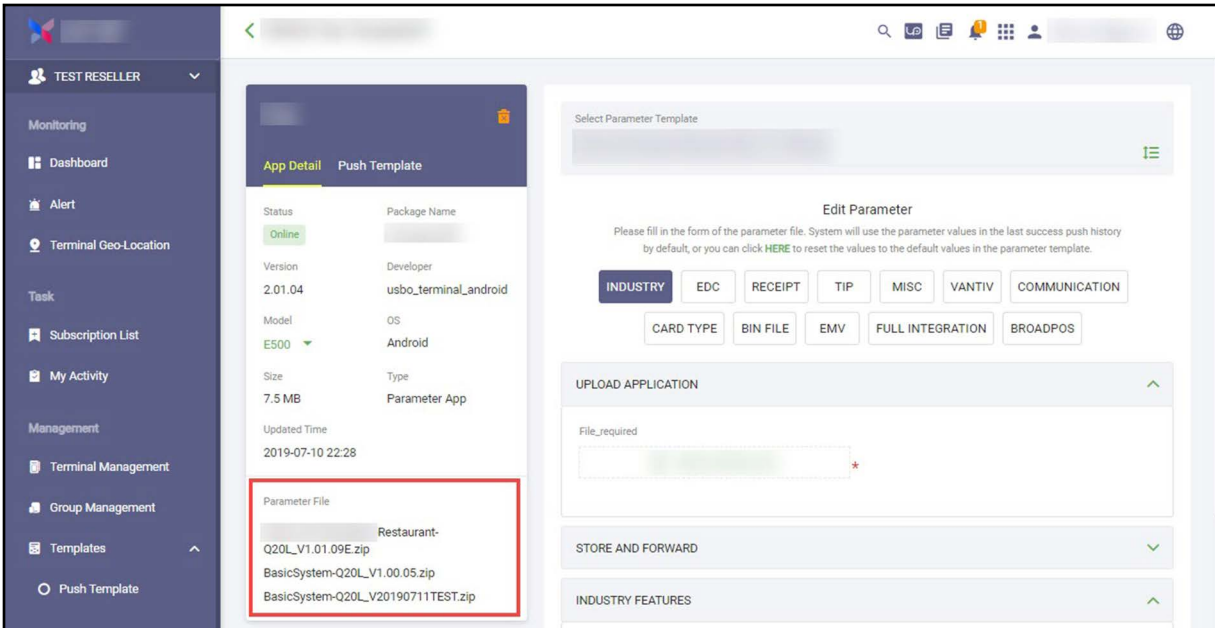 TEST RESELLER
Monitoring
Dashboard
Alert
Terminal Geo-Location
Task
Subscription List
My Activity
Management
Terminal Management
Group Management
Templates
Push Template
1
App Detail Push Template
Status Package Name
Online
Version Developer
2.01.04 usbo_terminal_android
Model OS
E500 Android
Size Type
7.5 MB Parameter App
Updated Time
2019-07-10 22:28
Parameter File
Restaurant-
Q20L_V1.01.09E.zip
BasicSystem-Q20L_V1.00.05.zip
BasicSystem-Q20L_V20190711TEST.zip
Select Parameter Template
Edit Parameter
Please fill in the form of the parameter file. System will use the parameter values in the last success push history
by default, or you can click HERE to reset the values to the default values in the parameter template.
INDUSTRY EDC RECEIPT TIP MISC VANTIV COMMUNICATION
CARD TYPE BIN FILE EMV FULL INTEGRATION BROADPOS
UPLOAD APPLICATION
File_required
*
STORE AND FORWARD
INDUSTRY FEATURES